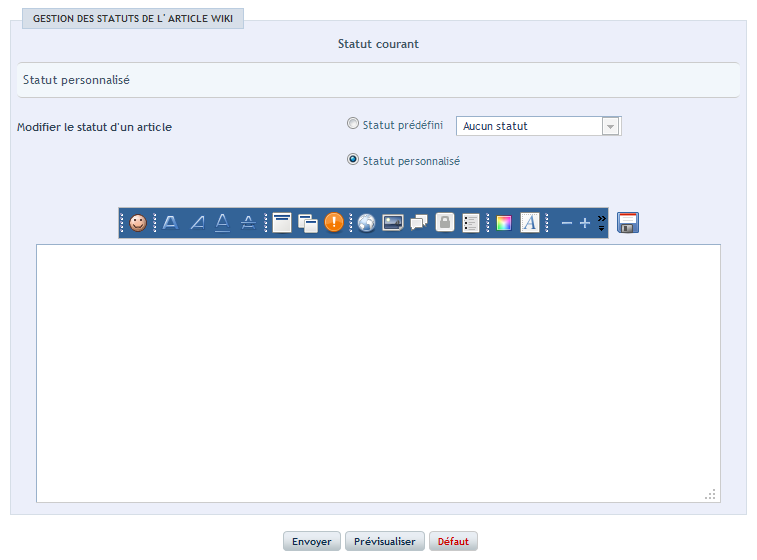 GESTION DES STATUTS DE L' ARTICLE WIKI
Statut courant
Statut personnalisé
Modifier le statut d'un article
Statut prédéfini
Aucun statut
Statut personnalisé
Envoyer Prévisualiser Défaut